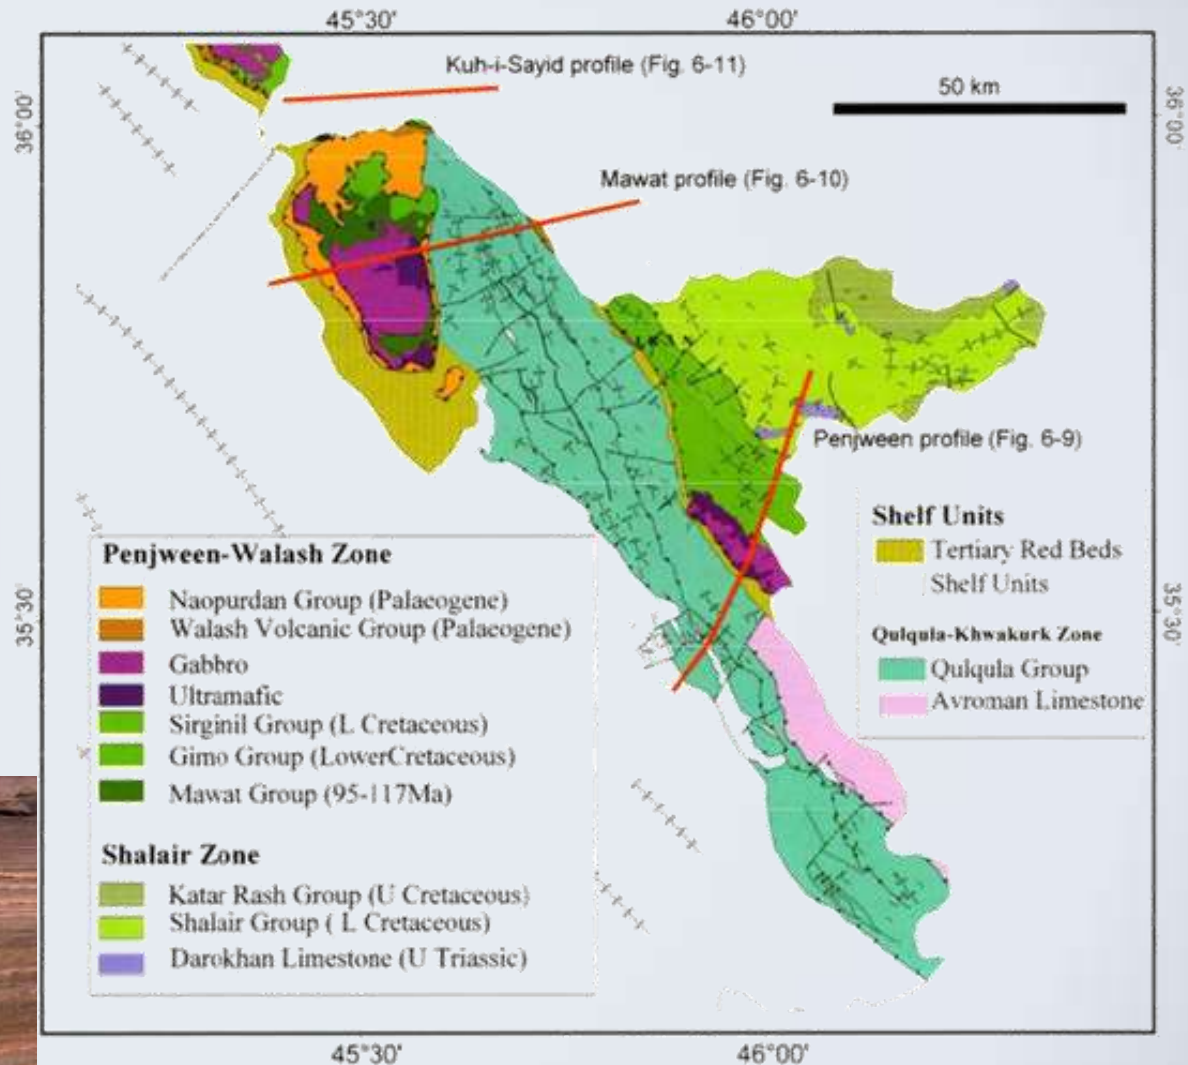 45°30'
46°00'
36°00'
36°00'
Kuh-i-Sayid profile (Fig. 6-11)
50 km
Mawat profile (Fig. 6-10)
Penjween profile (Fig. 6-9)
35°30'
35°30'
Penjween-Walash Zone
Naopurdan Group (Palaeogene)
Walash Volcanic Group (Palaeogene)
Gabbro
Ultramafic
Sirginil Group (L Cretaceous)
Gimo Group (LowerCretaceous)
Mawat Group (95-117Ma)
Shalair Zone
Katar Rash Group (U Cretaceous)
Shalair Group ( L Cretaceous)
Darokhan Limestone (U Triassic)
Shelf Units
Tertiary Red Beds
Shelf Units
Qulqula-Khwakurk Zone
Qulqula Group
Avroman Limestone
45°30'
46°00'